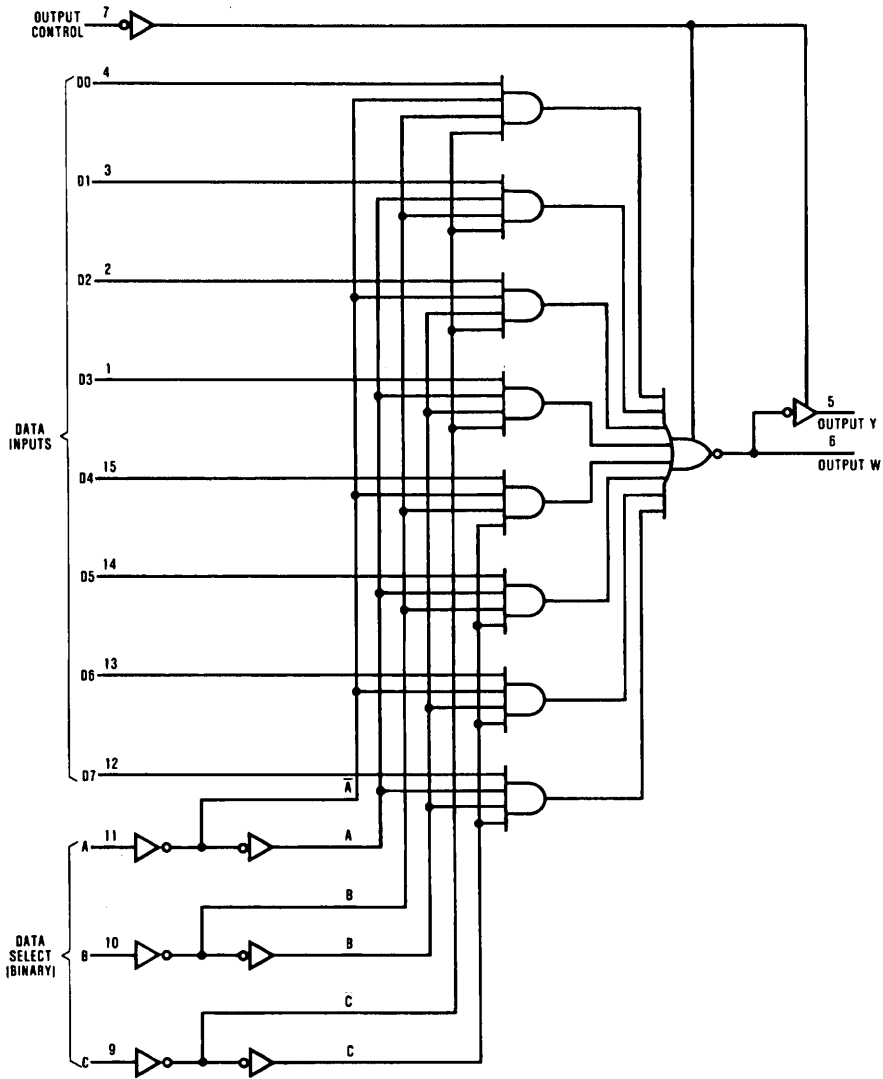 OUTPUT
CONTROL
7
D0 4
D1 3
D2 2
D3 1
DATA
INPUTS
D4 15
D5 14
D6 13
D7 12
5
OUTPUT Y
6
OUTPUT W
A̅
A 11
A
B
DATA
SELECT
(BINARY)
B 10
B
C̅
C 9
C